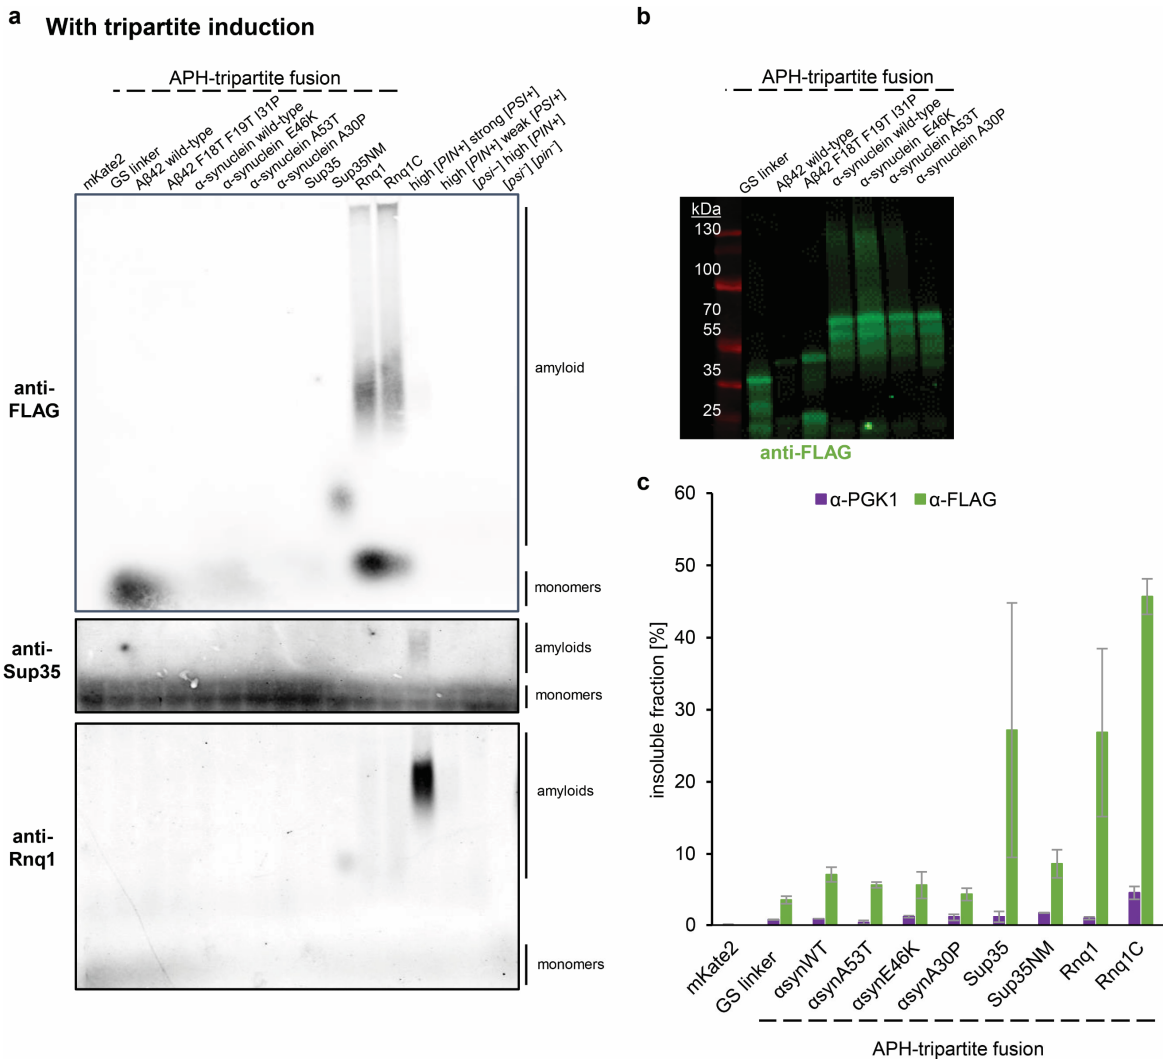 a
With tripartite induction
APH-tripartite fusion
mKate2
GS linker
Aβ42 wild-type
Aβ42 F18T F19T I31P
α-synuclein wild-type
α-synuclein E46K
α-synuclein A53T
α-synuclein A30P
Sup35
Sup35NM
Rnq1
Rnq1C
high [PIN+] strong [PSI+]
high [PIN+] weak [PSI+]
[psi-] high [PIN+]
[psi-] [pin-]
anti-
FLAG
amyloid
monomers
anti-
Sup35
amyloids
monomers
anti-
Rnq1
amyloids
monomers
b
APH-tripartite fusion
GS linker
Aβ42 wild-type
Aβ42 F18T F19T I31P
α-synuclein wild-type
α-synuclein E46K
α-synuclein A53T
α-synuclein A30P
kDa
130
100
70
55
35
25
anti-FLAG
c
α-PGK1
α-FLAG
insoluble fraction [%]
60
50
40
30
20
10
0
mKate2
GS linker
αsynWT
αsynA53T
αsynE46K
αsynA30P
Sup35
Sup35NM
Rnq1
Rnq1C
APH-tripartite fusion